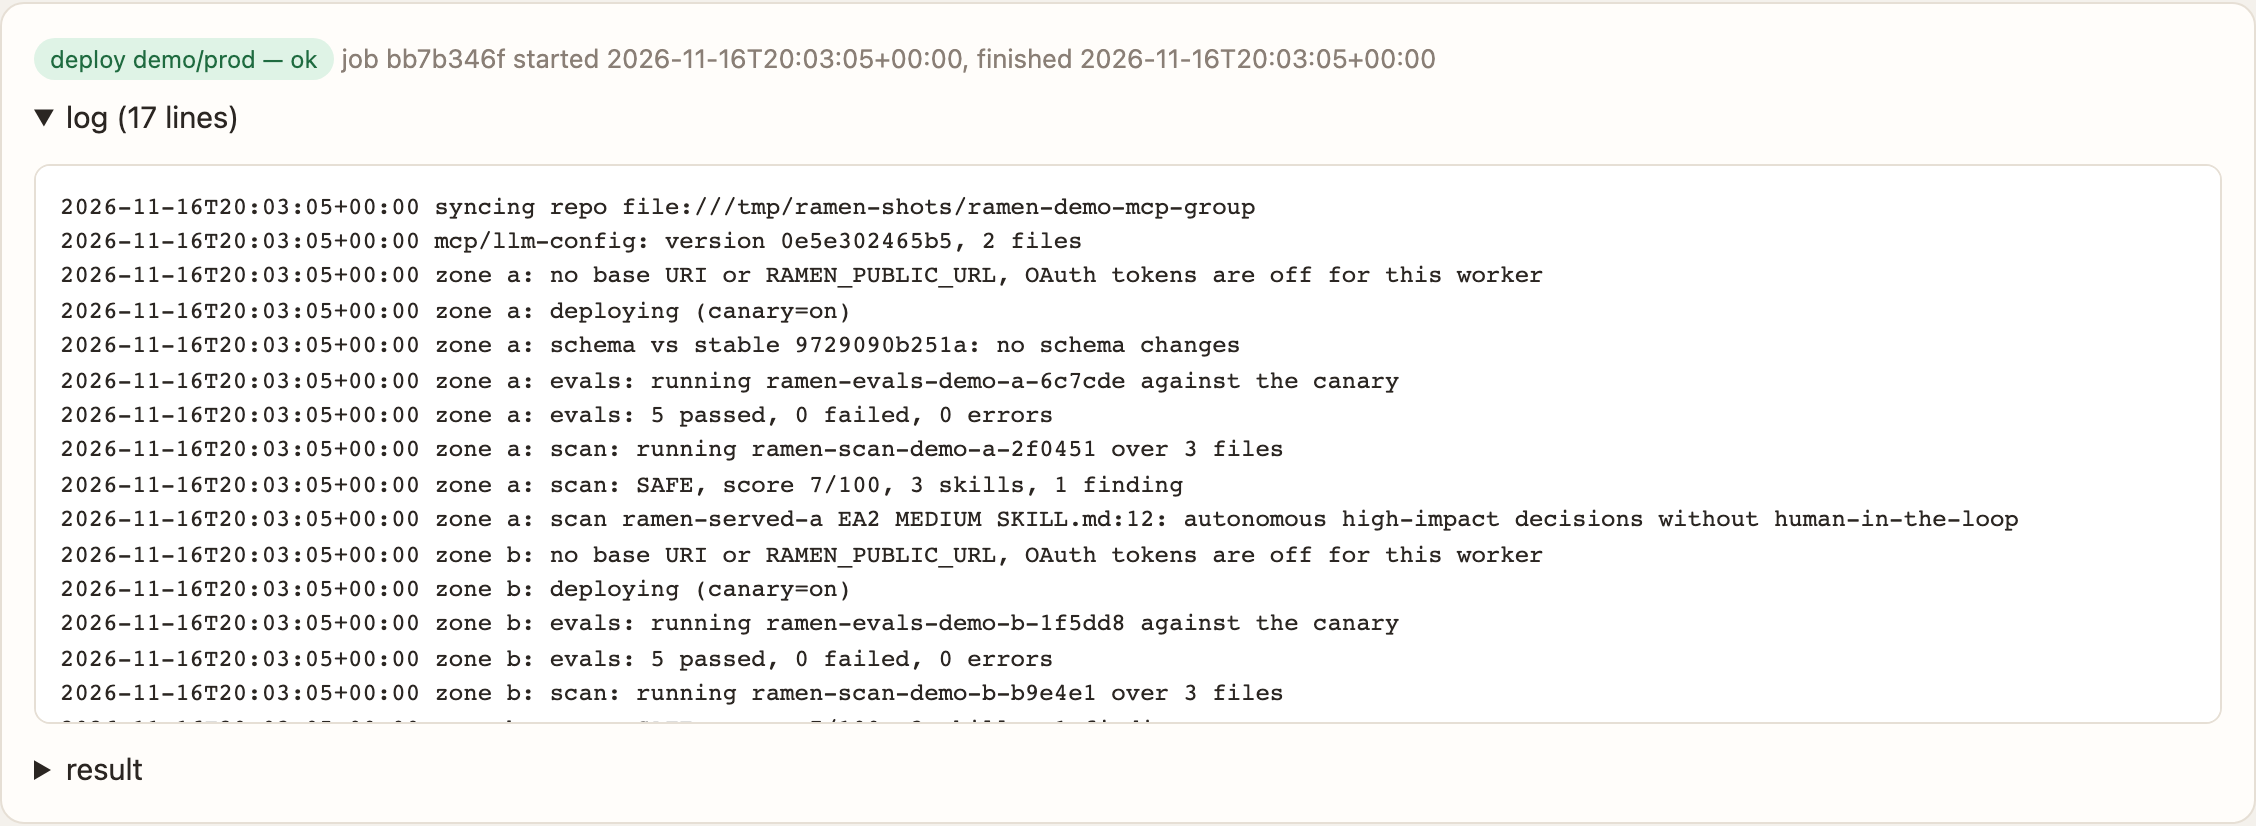 deploy demo/prod — ok job bb7b346f started 2026-11-16T20:03:05+00:00, finished 2026-11-16T20:03:05+00:00
▼ log (17 lines)
2026-11-16T20:03:05+00:00 syncing repo file:///tmp/ramen-shots/ramen-demo-mcp-group
2026-11-16T20:03:05+00:00 mcp/llm-config: version 0e5e302465b5, 2 files
2026-11-16T20:03:05+00:00 zone a: no base URI or RAMEN_PUBLIC_URL, OAuth tokens are off for this worker
2026-11-16T20:03:05+00:00 zone a: deploying (canary=on)
2026-11-16T20:03:05+00:00 zone a: schema vs stable 9729090b251a: no schema changes
2026-11-16T20:03:05+00:00 zone a: evals: running ramen-evals-demo-a-6c7cde against the canary
2026-11-16T20:03:05+00:00 zone a: evals: 5 passed, 0 failed, 0 errors
2026-11-16T20:03:05+00:00 zone a: scan: running ramen-scan-demo-a-2f0451 over 3 files
2026-11-16T20:03:05+00:00 zone a: scan: SAFE, score 7/100, 3 skills, 1 finding
2026-11-16T20:03:05+00:00 zone a: scan ramen-served-a EA2 MEDIUM SKILL.md:12: autonomous high-impact decisions without human-in-the-loop
2026-11-16T20:03:05+00:00 zone b: no base URI or RAMEN_PUBLIC_URL, OAuth tokens are off for this worker
2026-11-16T20:03:05+00:00 zone b: deploying (canary=on)
2026-11-16T20:03:05+00:00 zone b: evals: running ramen-evals-demo-b-1f5dd8 against the canary
2026-11-16T20:03:05+00:00 zone b: evals: 5 passed, 0 failed, 0 errors
2026-11-16T20:03:05+00:00 zone b: scan: running ramen-scan-demo-b-b9e4e1 over 3 files
▶ result